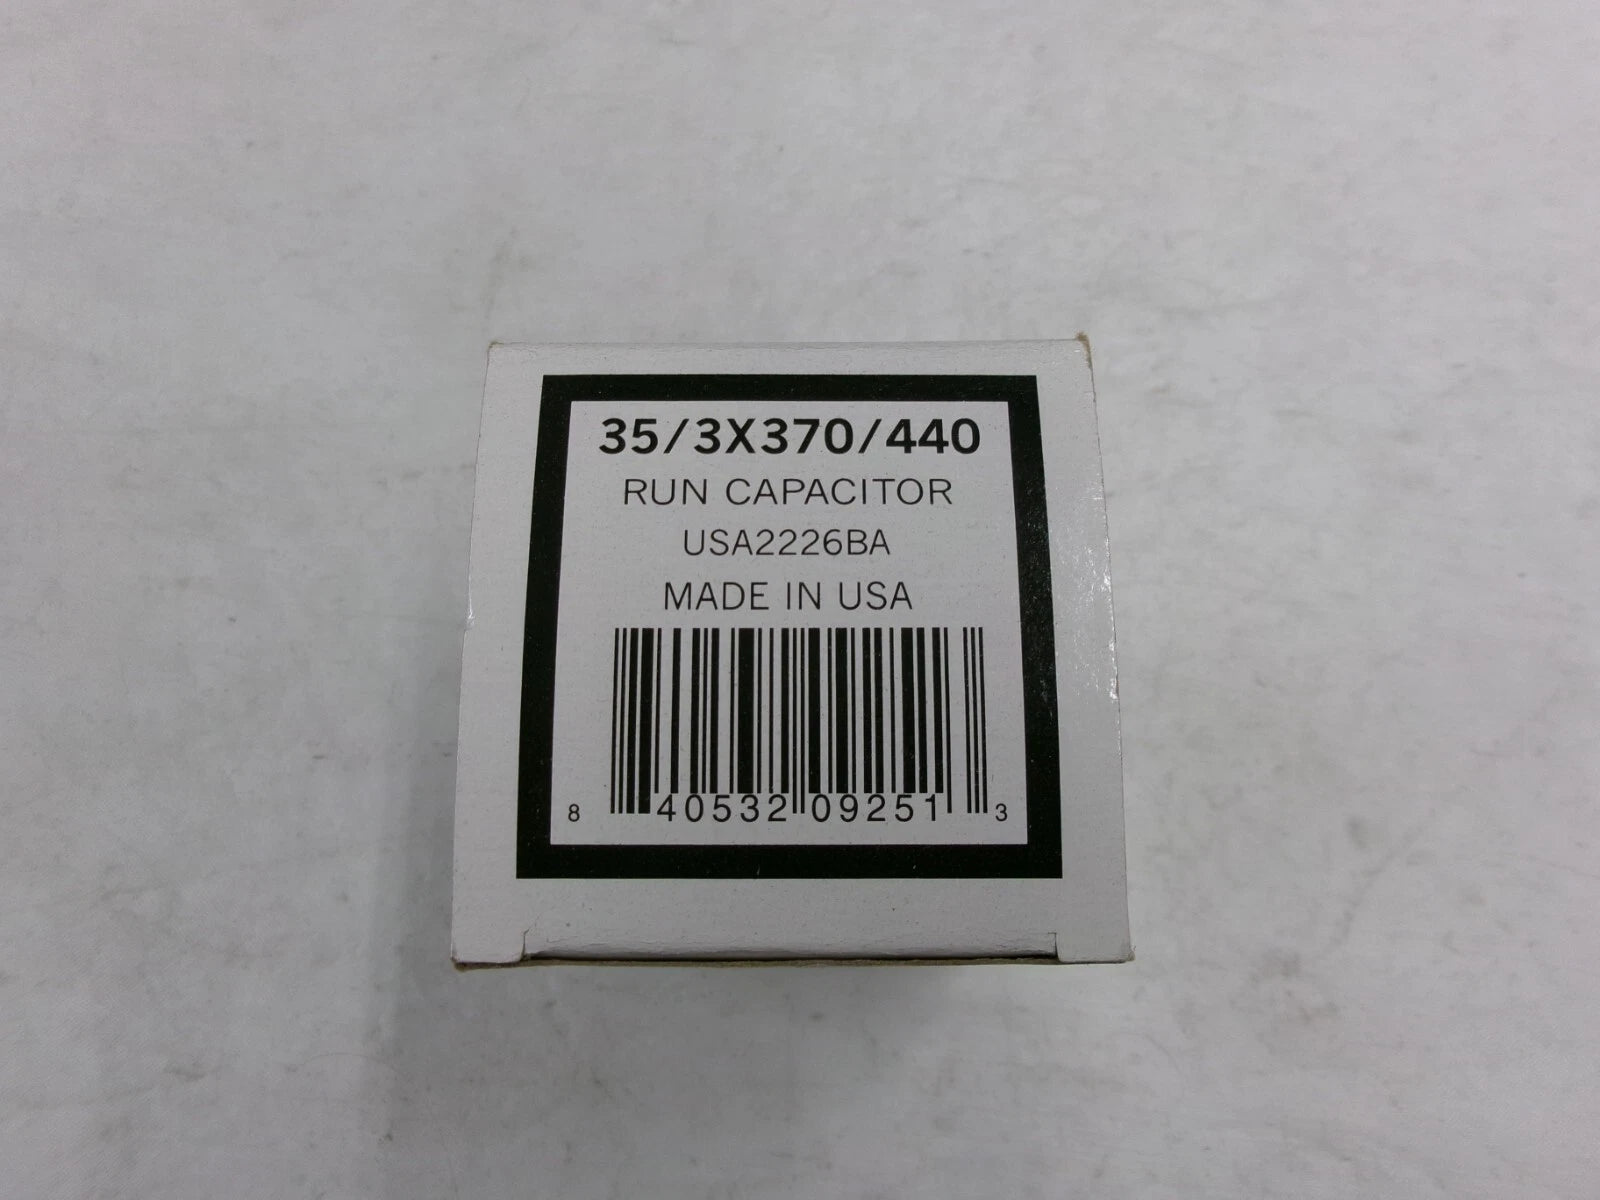 35/3X370/440
RUN CAPACITOR
USA2226BA
MADE IN USA
8 40532 09251 3